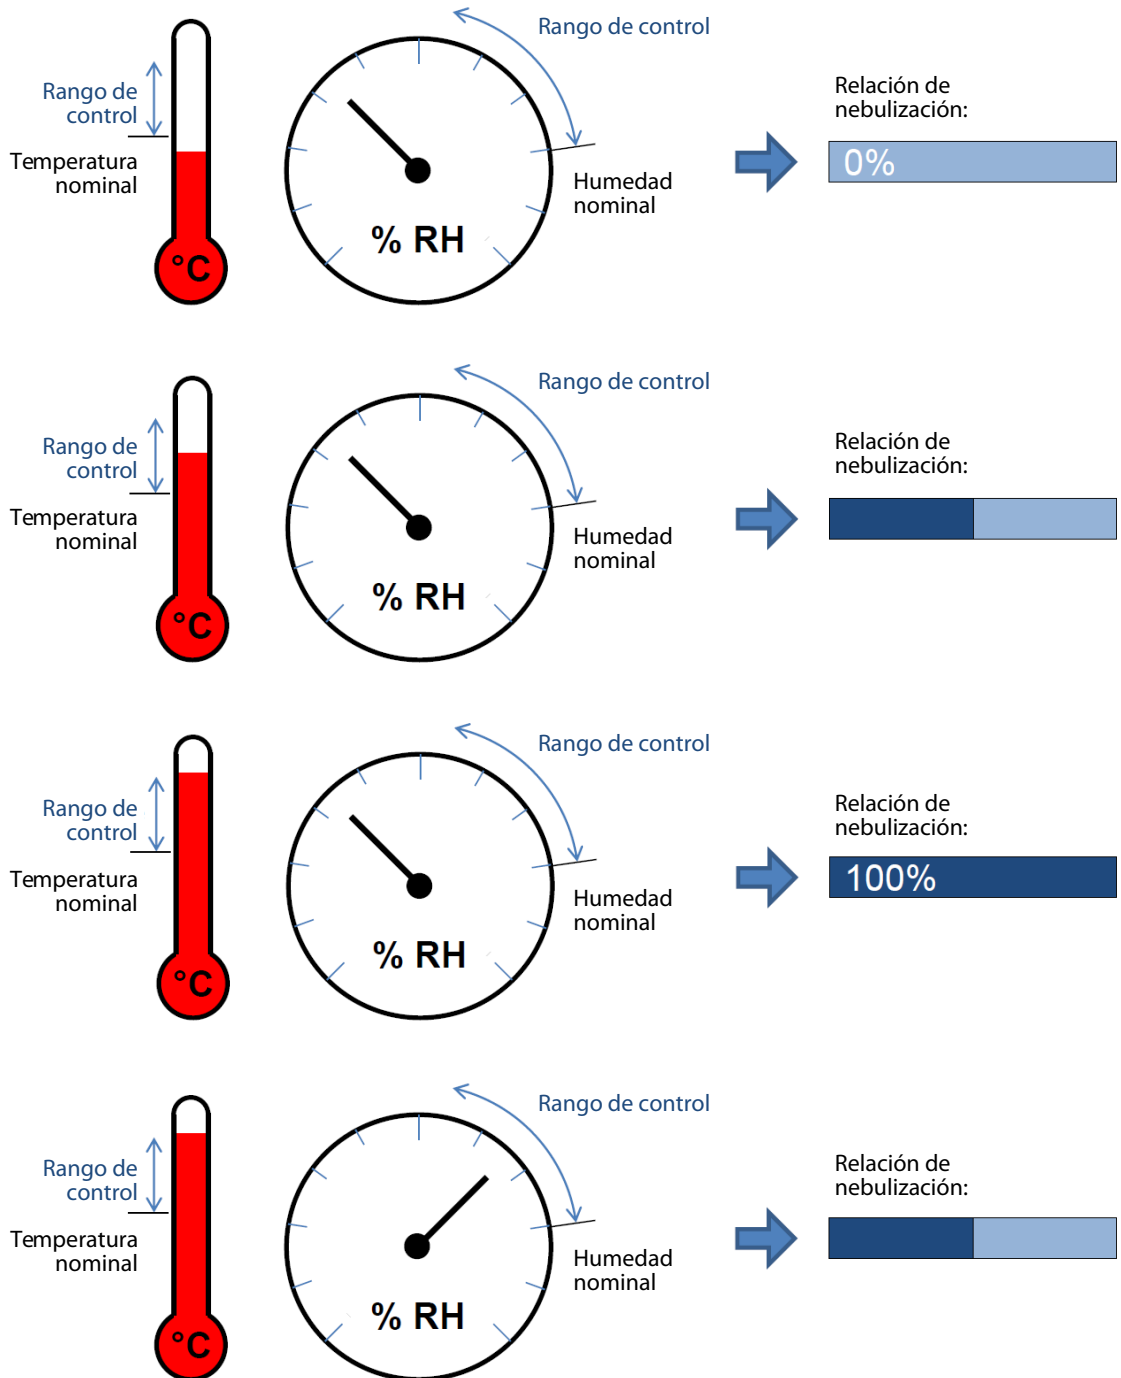 Rango de control
Rango de
control
Relación de
nebulización:
0%
Temperatura
nominal
Humedad
nominal
% RH
°C
Rango de control
Rango de
control
Relación de
nebulización:
Temperatura
nominal
Humedad
nominal
% RH
°C
Rango de control
Rango de
control
Relación de
nebulización:
100%
Temperatura
nominal
Humedad
nominal
% RH
°C
Rango de control
Rango de
control
Relación de
nebulización:
Temperatura
nominal
Humedad
nominal
% RH
°C